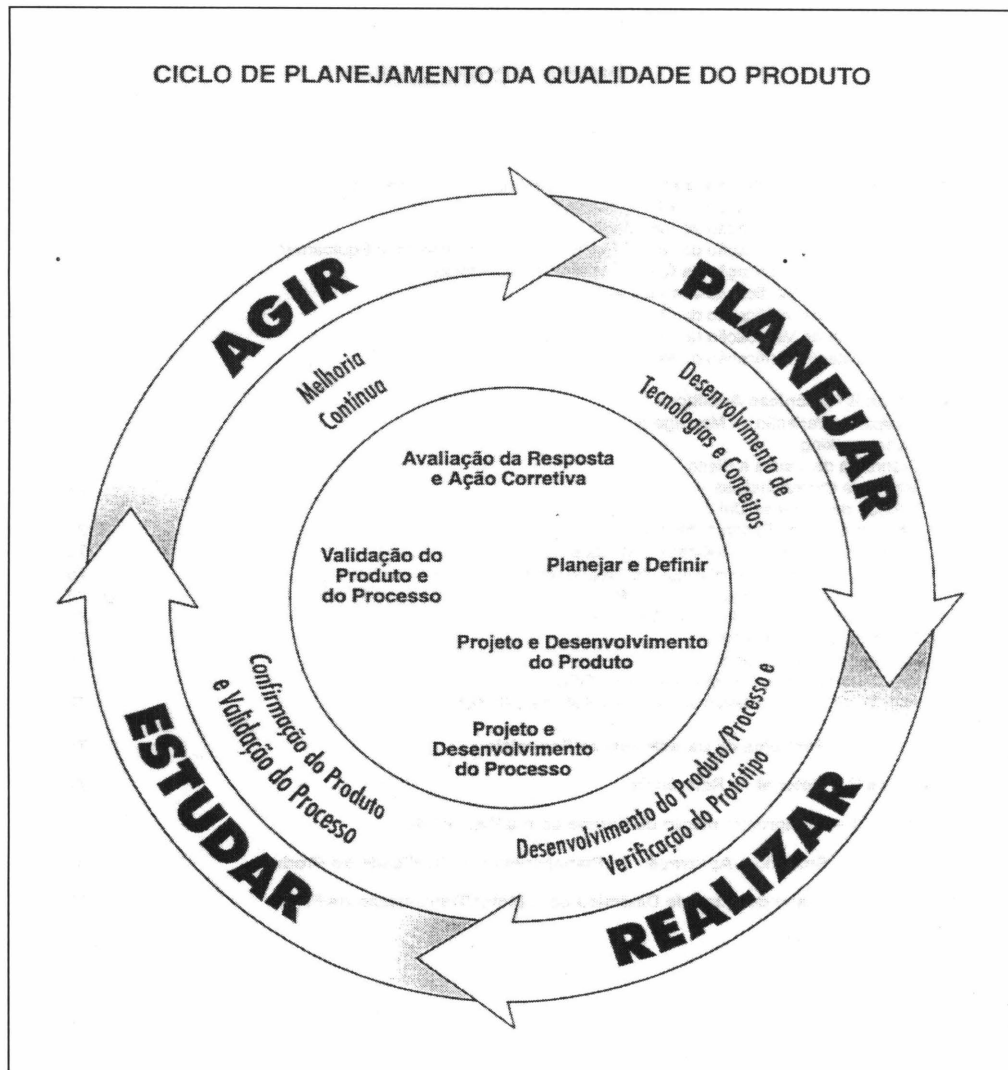 CICLO DE PLANEJAMENTO DA QUALIDADE DO PRODUTO
AGIR
PLANEJAR
Melhoria
Contínua
Desenvolvimento de
Tecnologias e Conceitos
Avaliação da Resposta
e Ação Corretiva
Validação do
Produto e
do Processo
Planejar e Definir
Projeto e Desenvolvimento
do Produto
Projeto e
Desenvolvimento
do Processo
Confirmação do Produto
e Validação do Processo
Desenvolvimento do Produto/Processo e
Verificação do Protótipo
ESTUDAR
REALIZAR